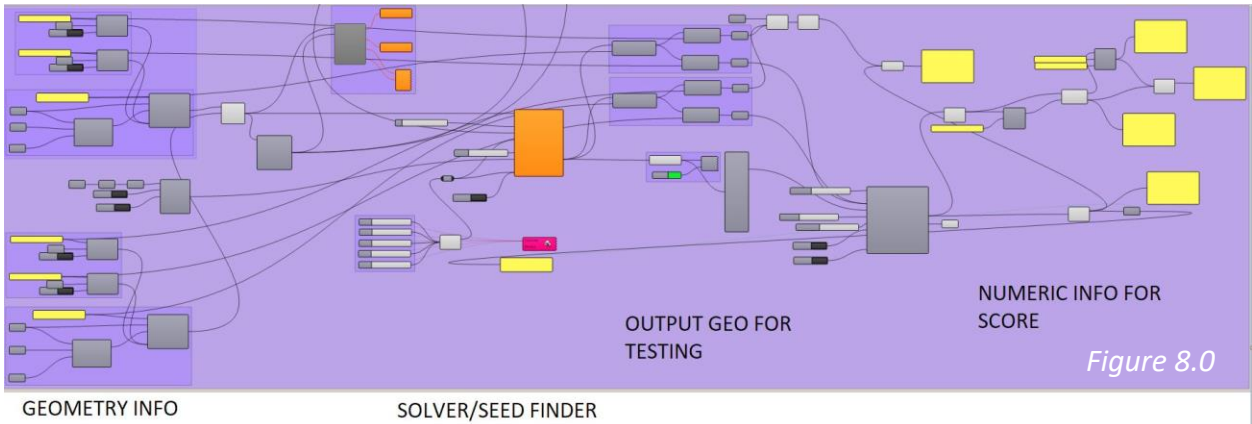 OUTPUT GEO FOR
TESTING
NUMERIC INFO FOR
SCORE
Figure 8.0
GEOMETRY INFO
SOLVER/SEED FINDER